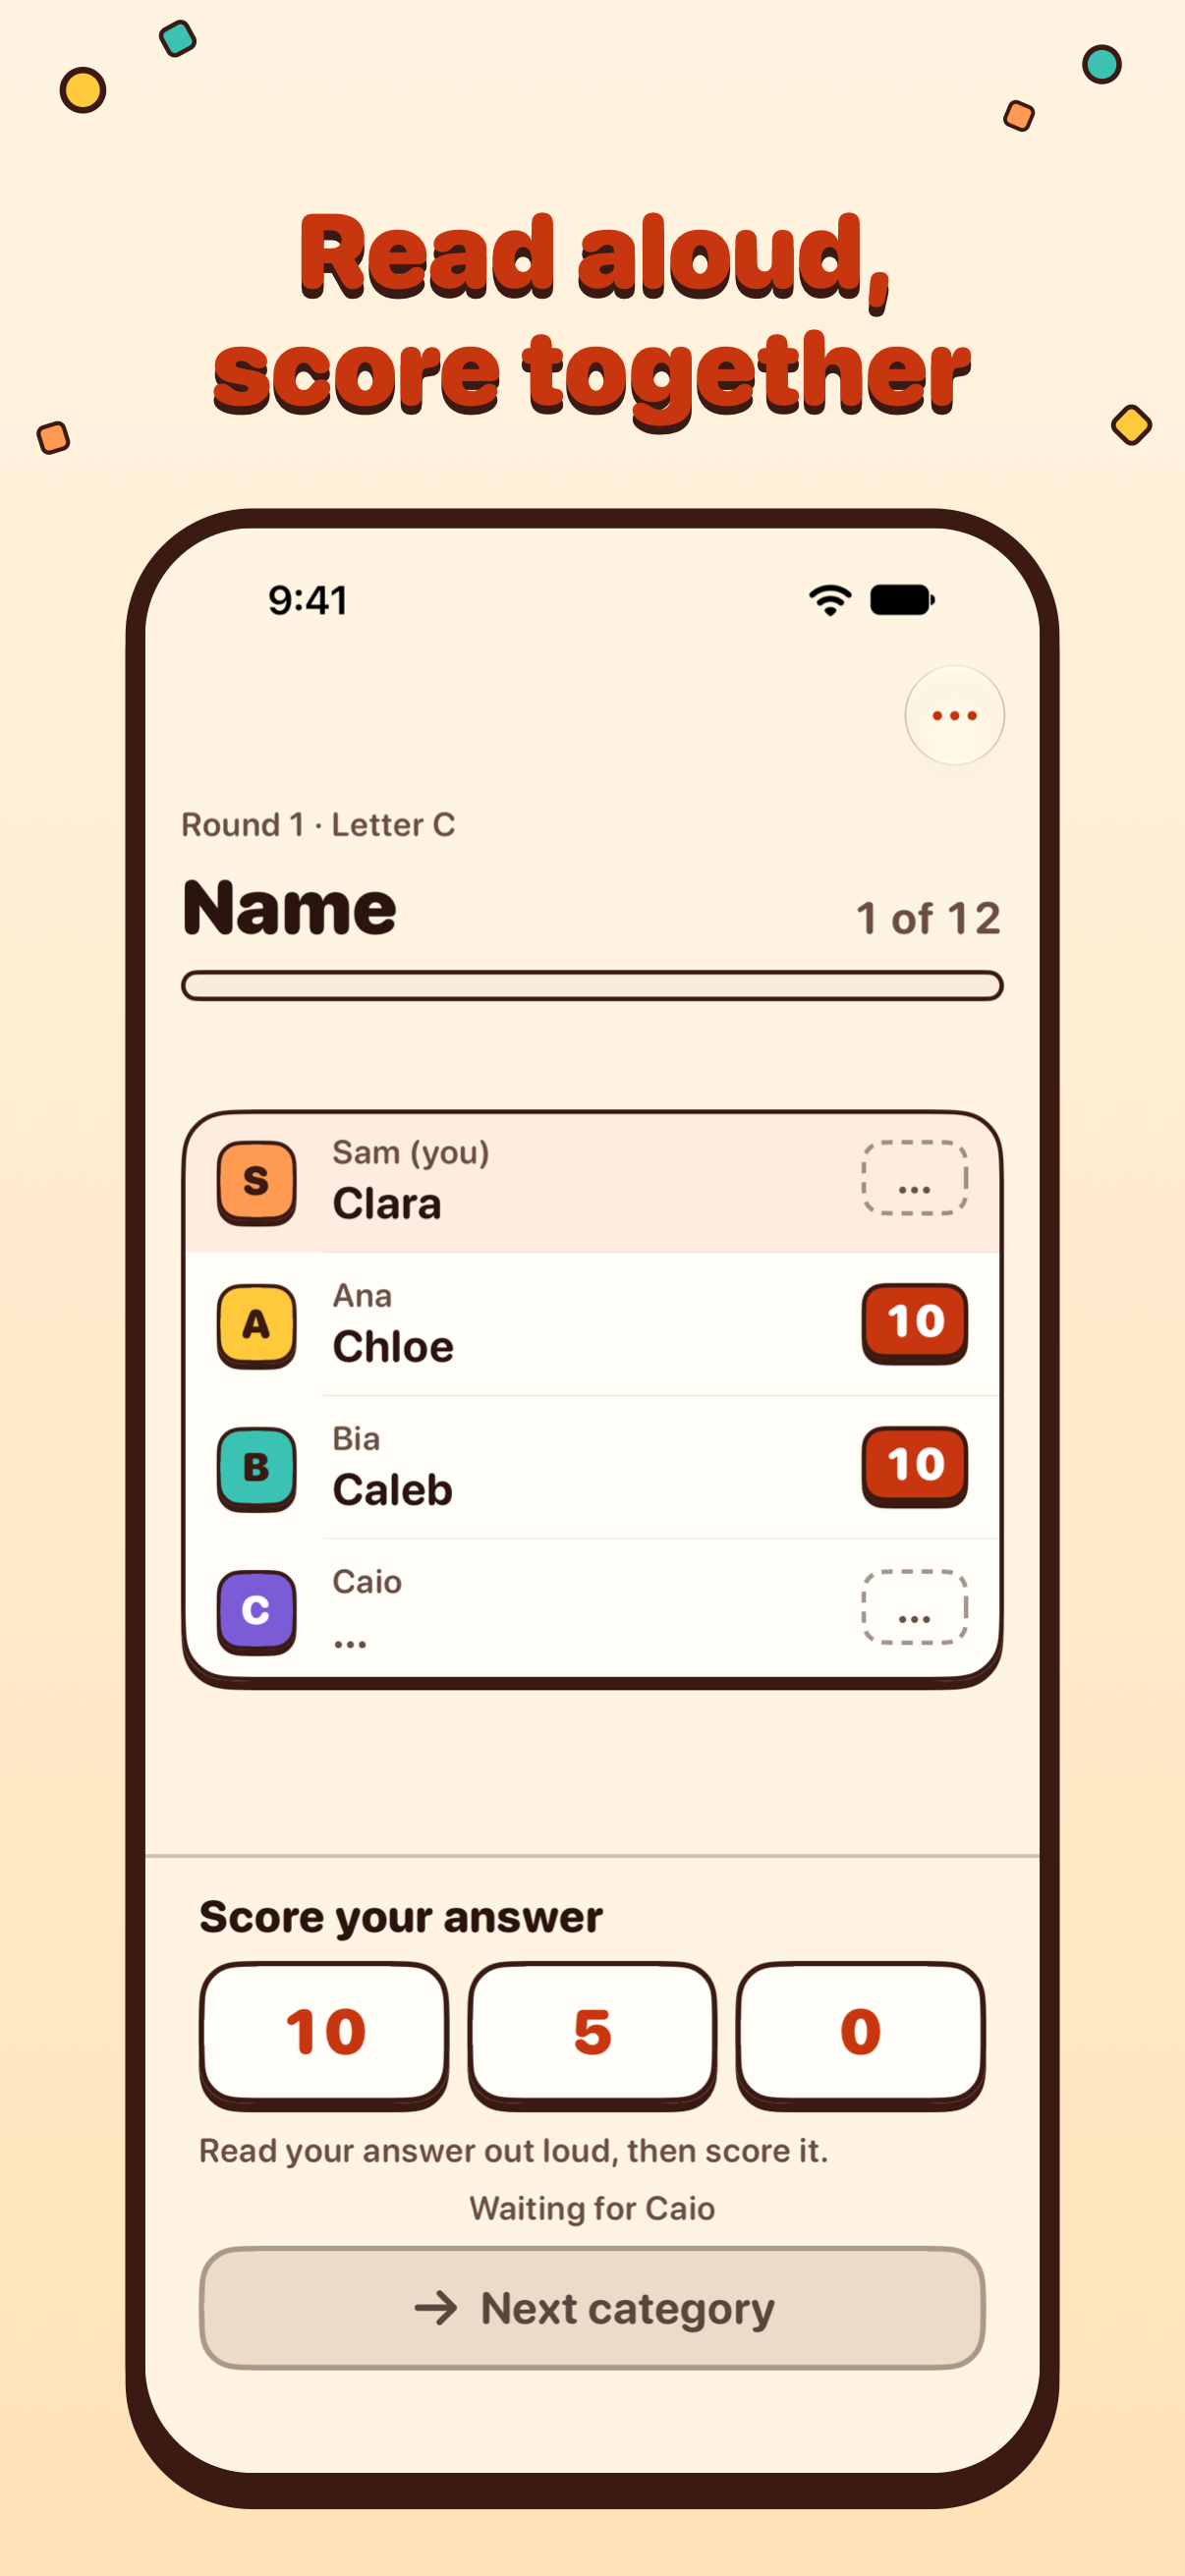 Read aloud,
score together
9:41
Round 1 · Letter C
Name
1 of 12
S
Sam (you)
Clara
...
A
Ana
Chloe
10
B
Bia
Caleb
10
C
Caio
...
...
Score your answer
10
5
0
Read your answer out loud, then score it.
Waiting for Caio
→ Next category